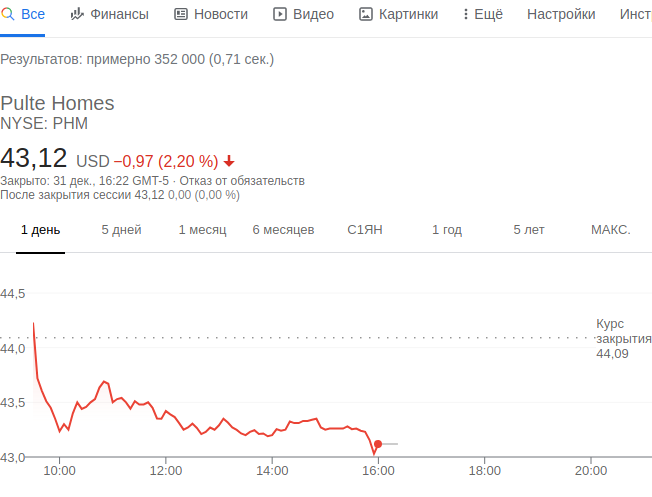 Все Финансы Новости Видео Картинки Ещё Настройки Инст
Результатов: примерно 352 000 (0,71 сек.)
Pulte Homes
NYSE: PHM
43,12 USD −0,97 (2,20 %)
Закрыто: 31 дек., 16:22 GMT-5 · Отказ от обязательств
После закрытия сессии 43,12 0,00 (0,00 %)
1 день 5 дней 1 месяц 6 месяцев С1ЯН 1 год 5 лет МАКС.
44,5
Курс
закрытия
44,09
44,0
43,5
43,0
10:00 12:00 14:00 16:00 18:00 20:00